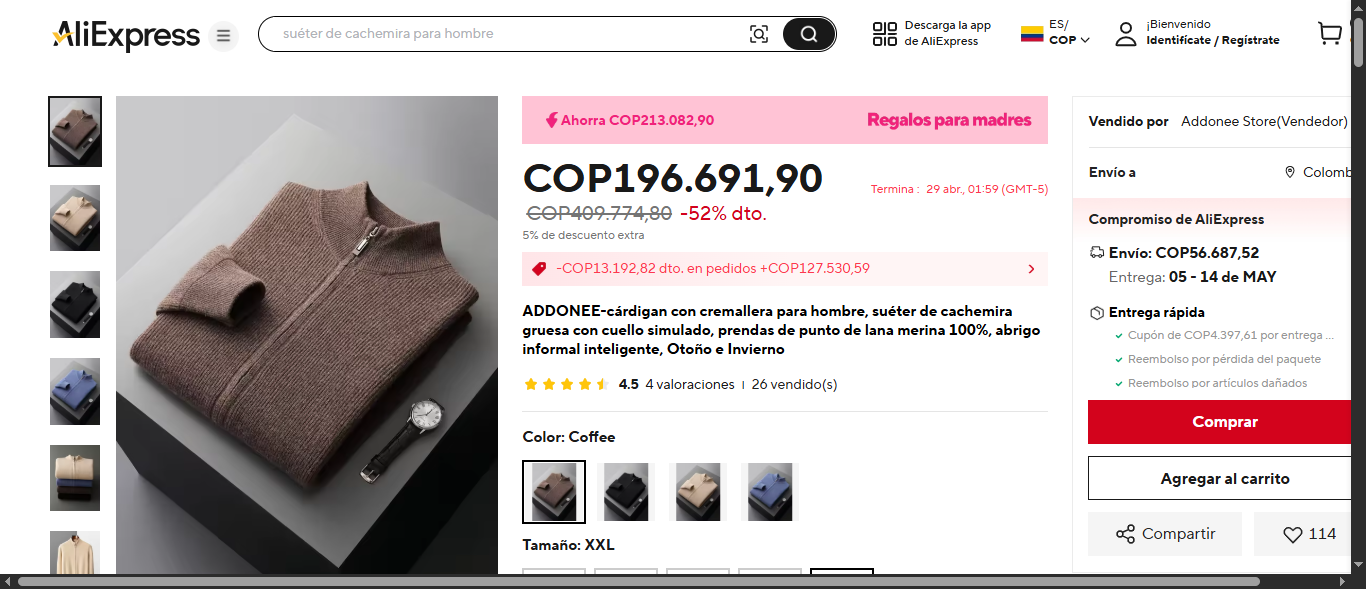 AliExpress
suéter de cachemira para hombre
Descarga la app
de AliExpress
ES/
COP
¡Bienvenido
Identifícate / Regístrate
Ahorra COP213.082,90
Regalos para madres
COP196.691,90
Termina : 29 abr., 01:59 (GMT-5)
COP409.774,80 -52% dto.
5% de descuento extra
-COP13.192,82 dto. en pedidos +COP127.530,59
ADDONEE-cárdigan con cremallera para hombre, suéter de cachemira
gruesa con cuello simulado, prendas de punto de lana merina 100%, abrigo
informal inteligente, Otoño e Invierno
4.5 4 valoraciones | 26 vendido(s)
Color: Coffee
Tamaño: XXL
Vendido por Addonee Store(Vendedor)
Envío a Colomb
Compromiso de AliExpress
Envío: COP56.687,52
Entrega: 05 - 14 de MAY
Entrega rápida
Cupón de COP4.397,61 por entrega ...
Reembolso por pérdida del paquete
Reembolso por artículos dañados
Comprar
Agregar al carrito
Compartir
114